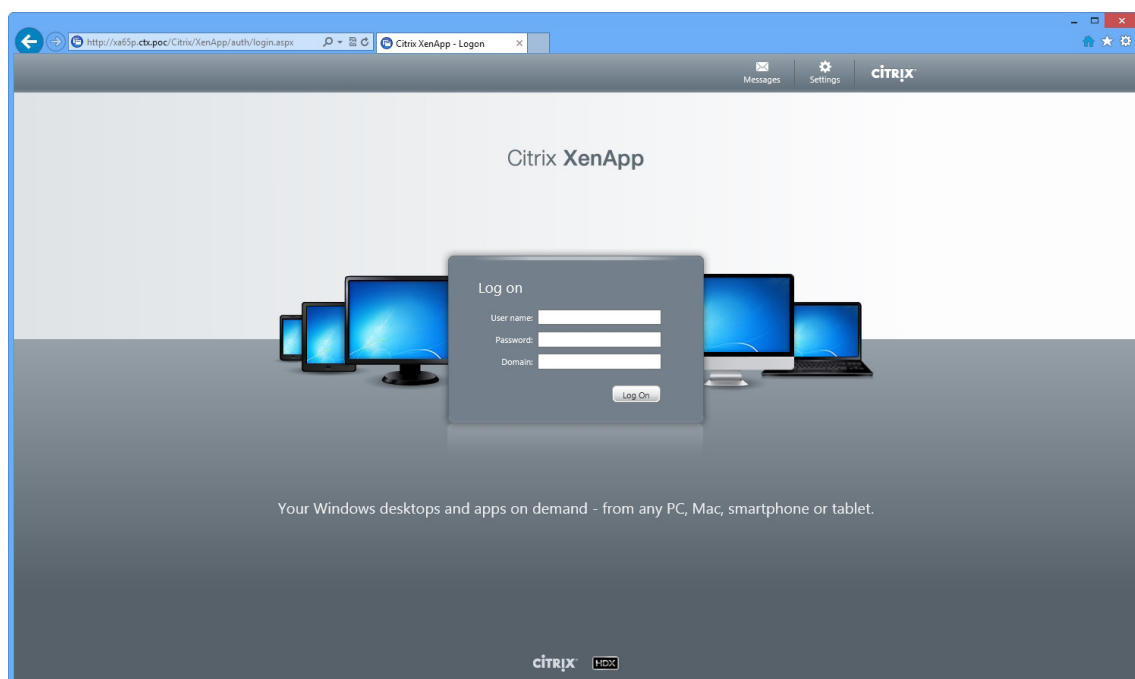 http://xa65p.ctx.poc/Citrix/XenApp/auth/login.aspx
Citrix XenApp - Logon
Messages
Settings
CITRIX
Citrix XenApp
Log on
User name:
Password:
Domain:
Log On
Your Windows desktops and apps on demand - from any PC, Mac, smartphone or tablet.
CITRIX HDX